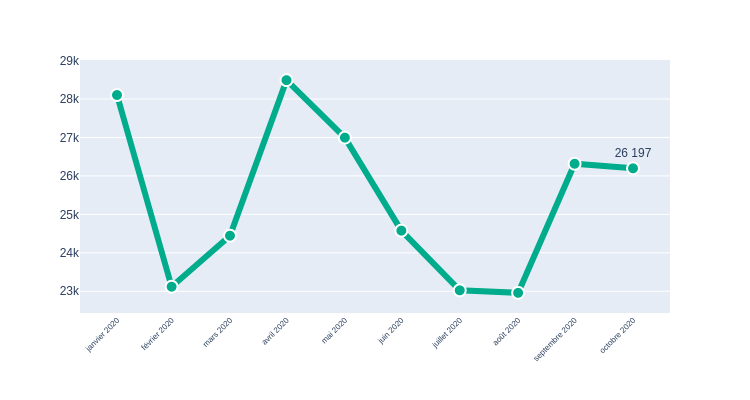 29k
28k
27k
26k
25k
24k
23k
26 197
janvier 2020
février 2020
mars 2020
avril 2020
mai 2020
juin 2020
juillet 2020
août 2020
septembre 2020
octobre 2020